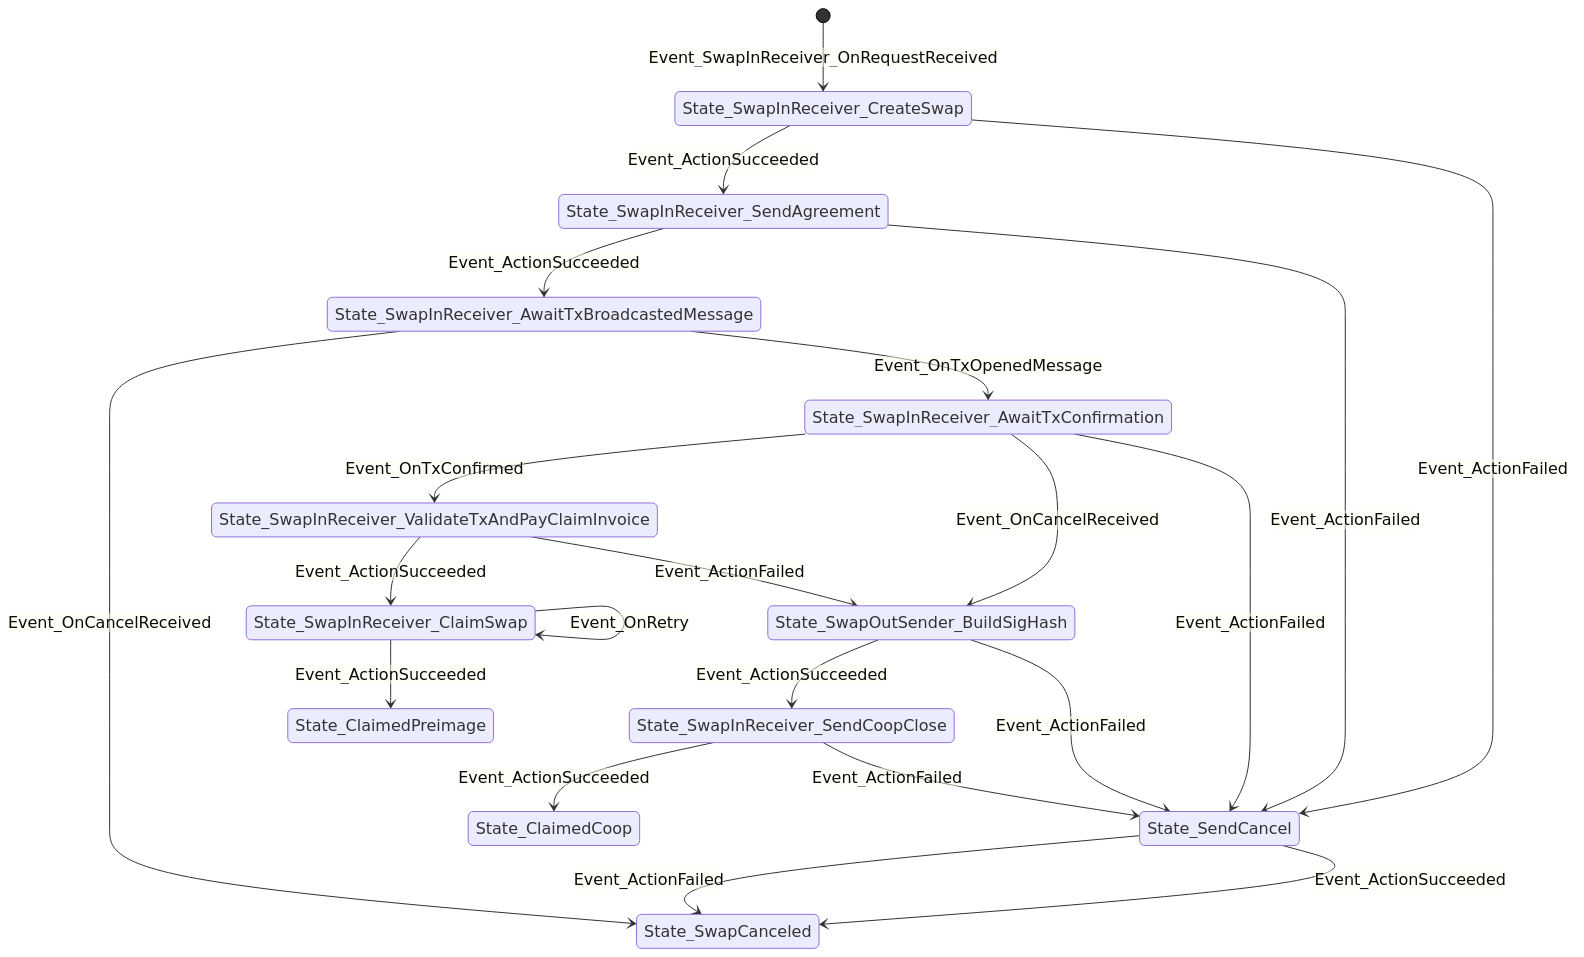 Event_SwapInReceiver_OnRequestReceived
State_SwapInReceiver_CreateSwap
Event_ActionSucceeded
State_SwapInReceiver_SendAgreement
Event_ActionSucceeded
State_SwapInReceiver_AwaitTxBroadcastedMessage
Event_OnTxOpenedMessage
State_SwapInReceiver_AwaitTxConfirmation
Event_OnTxConfirmed
Event_ActionFailed
State_SwapInReceiver_ValidateTxAndPayClaimInvoice
Event_OnCancelReceived
Event_ActionFailed
Event_ActionSucceeded
Event_ActionFailed
Event_OnCancelReceived
State_SwapInReceiver_ClaimSwap
Event_OnRetry
State_SwapOutSender_BuildSigHash
Event_ActionFailed
Event_ActionSucceeded
Event_ActionSucceeded
State_ClaimedPreimage
State_SwapInReceiver_SendCoopClose
Event_ActionFailed
Event_ActionSucceeded
Event_ActionFailed
State_ClaimedCoop
State_SendCancel
Event_ActionFailed
Event_ActionSucceeded
State_SwapCanceled